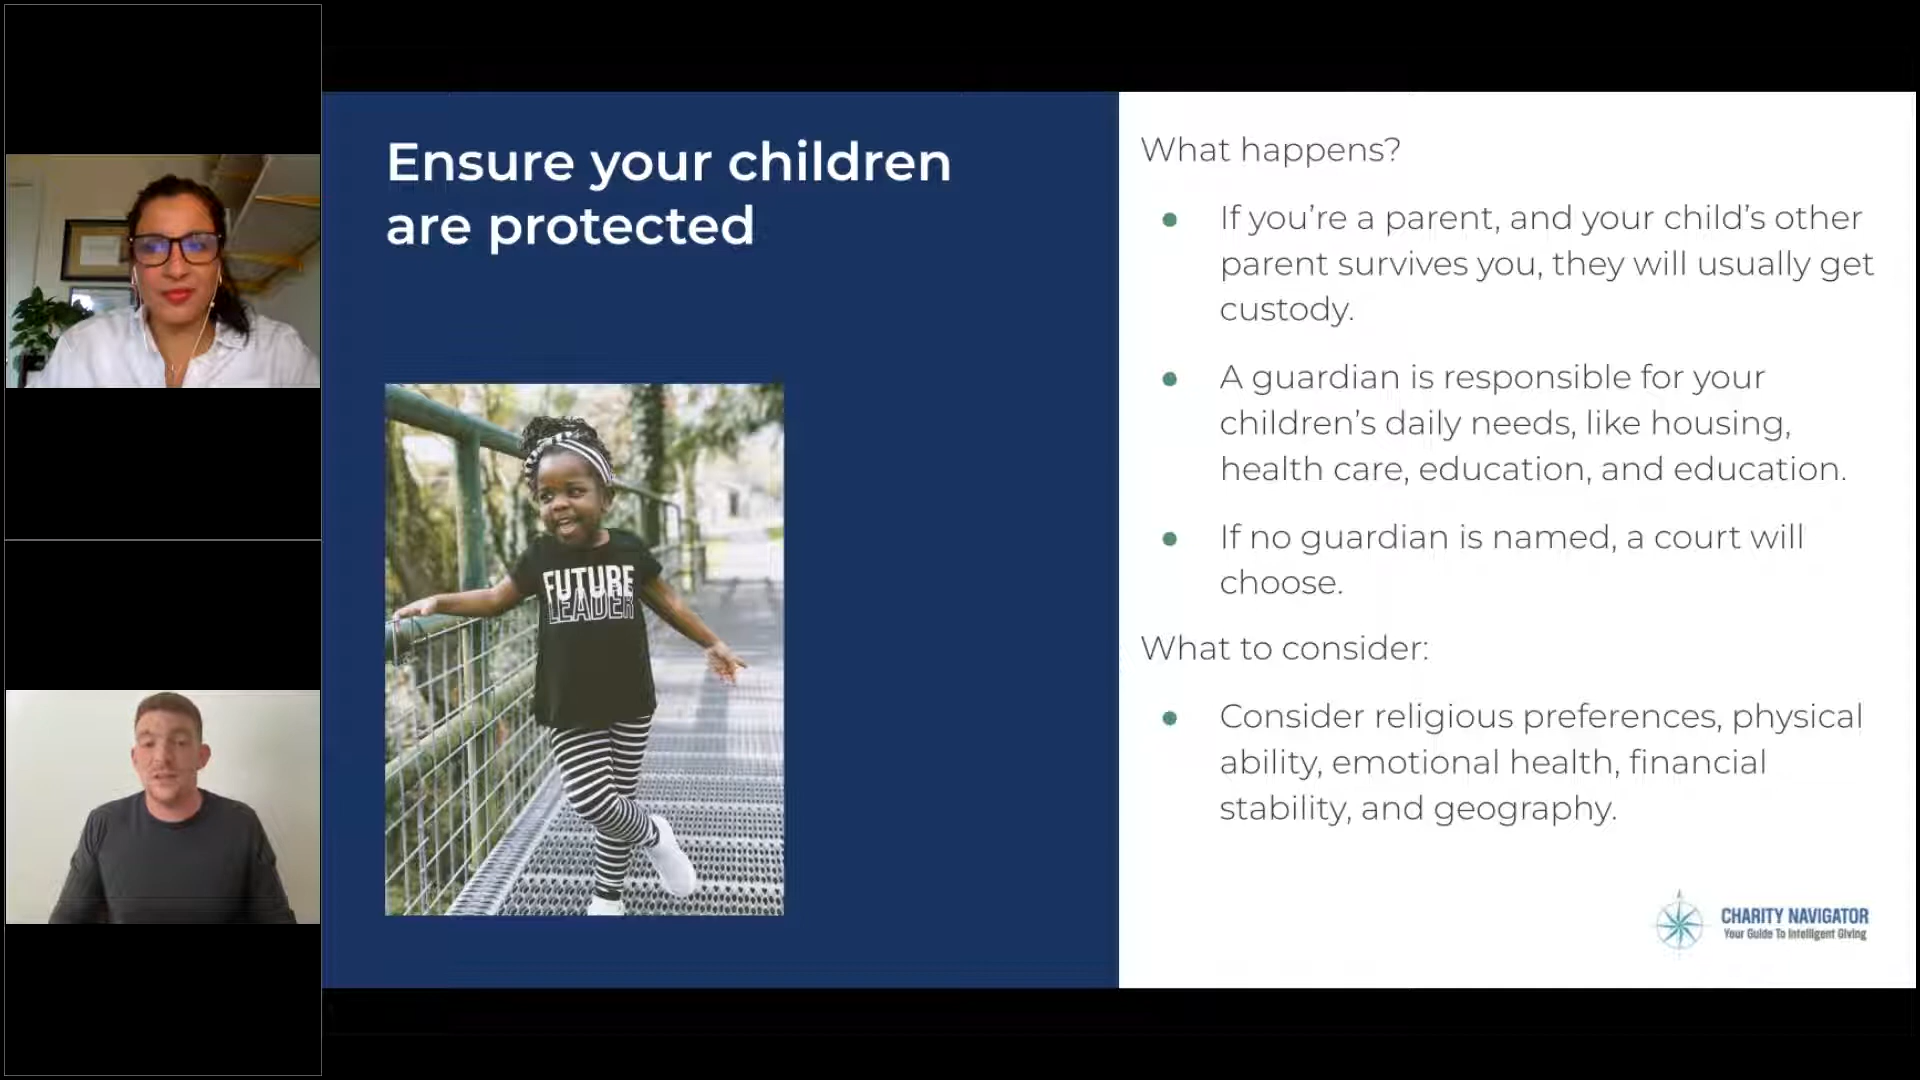 Ensure your children
are protected
FUTURE
LEADER
What happens?
If you’re a parent, and your child’s other
parent survives you, they will usually get
custody.
A guardian is responsible for your
children’s daily needs, like housing,
health care, education, and education.
If no guardian is named, a court will
choose.
What to consider:
Consider religious preferences, physical
ability, emotional health, financial
stability, and geography.
CHARITY NAVIGATOR
Your Guide To Intelligent Giving